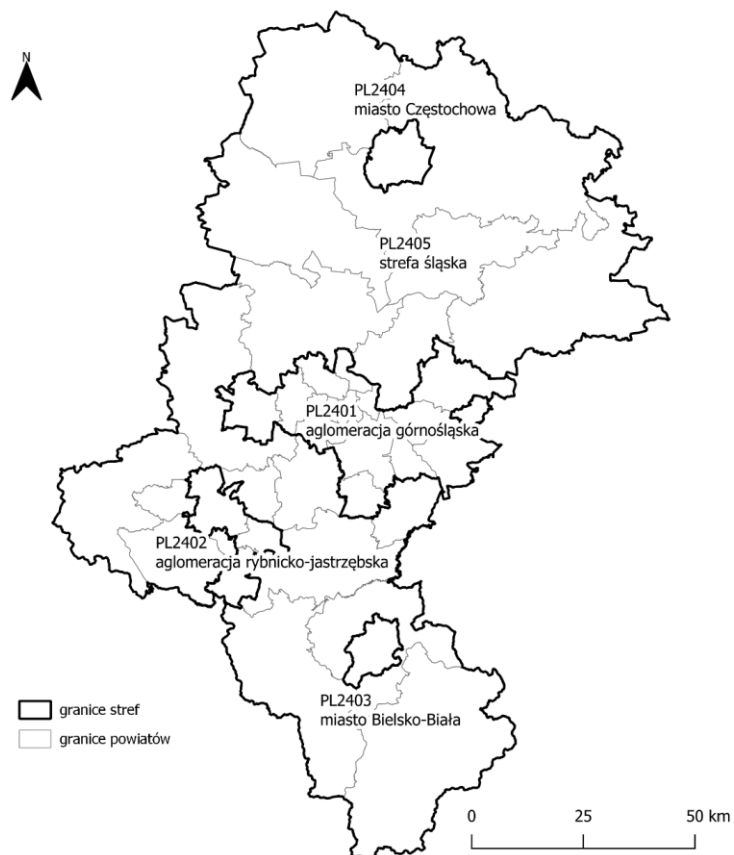 N
PL2404
miasto Częstochowa
PL2405
strefa śląska
PL2401
aglomeracja górnośląska
PL2402
aglomeracja rybnicko-jastrzębska
PL2403
miasto Bielsko-Biała
granice stref
granice powiatów
0 25 50 km